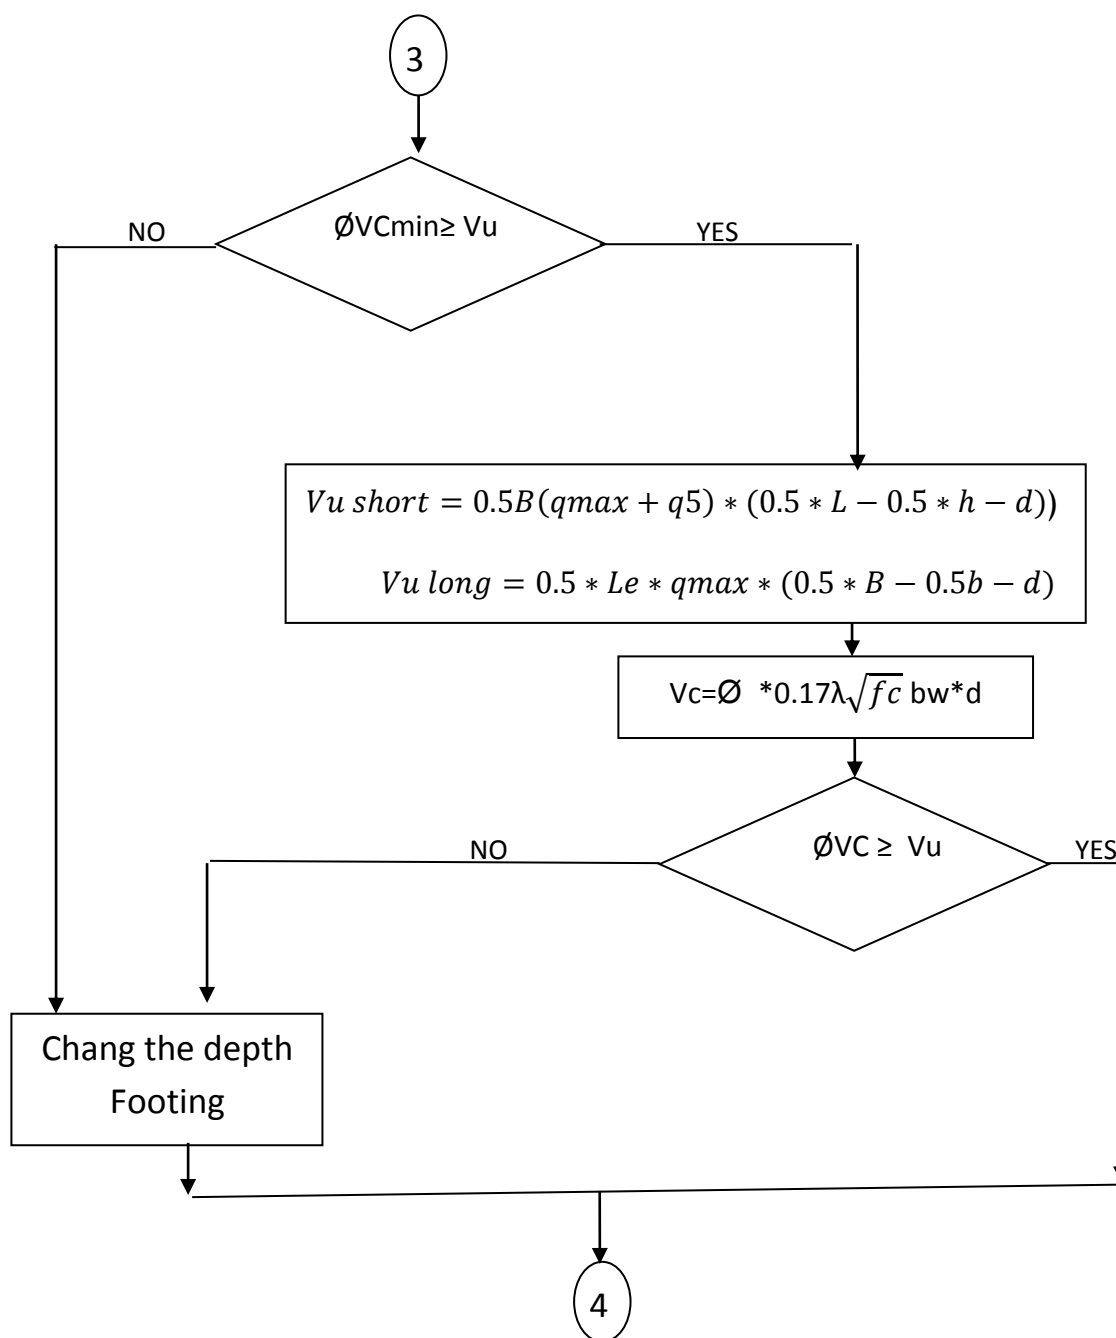 3
ØVCmin≥ Vu
NO
YES
Vu short = 0.5B(qmax + q5) ∗ (0.5 ∗ L − 0.5 ∗ h − d))
Vu long = 0.5 ∗ Le ∗ qmax ∗ (0.5 ∗ B − 0.5b − d)
Vc=Ø *0.17λ√fc bw*d
ØVC ≥ Vu
NO
YES
Chang the depth
Footing
4